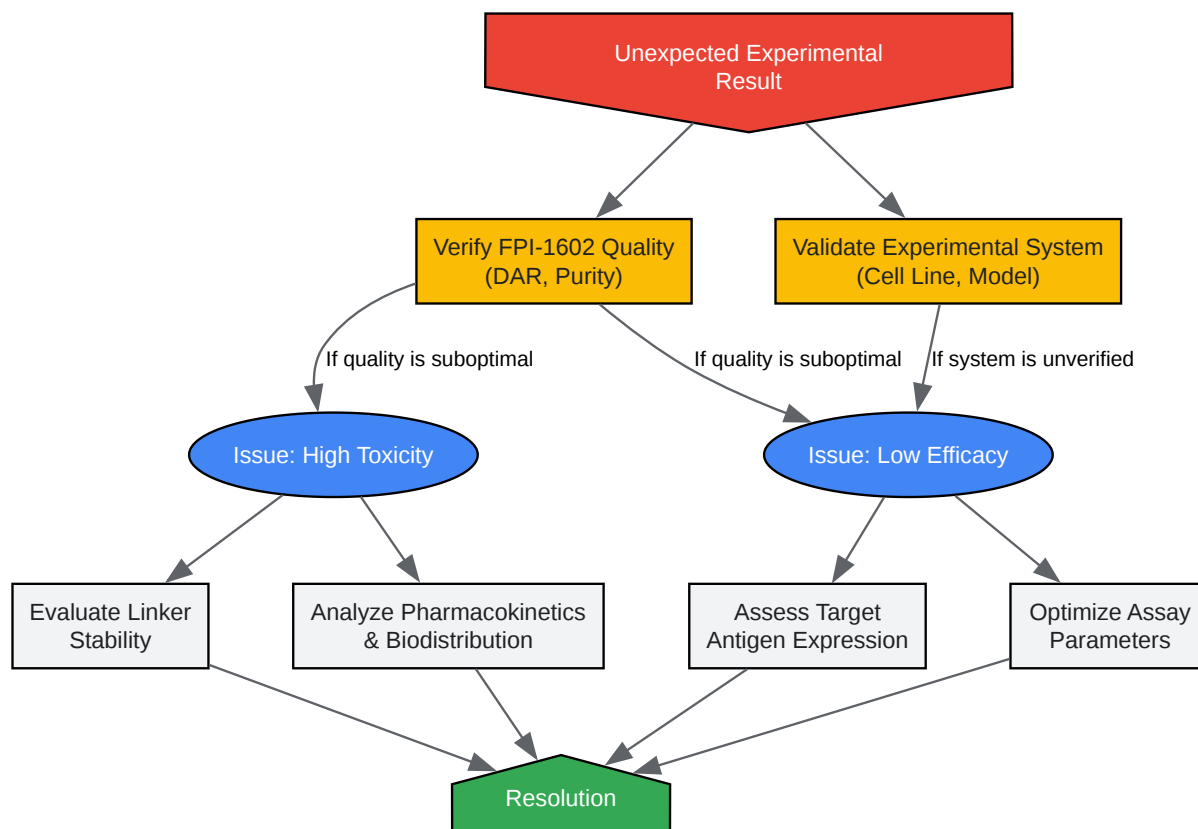 Unexpected Experimental
Result
Verify FPI-1602 Quality
(DAR, Purity)
Validate Experimental System
(Cell Line, Model)
If quality is suboptimal
If quality is suboptimal
If system is unverified
Issue: High Toxicity
Issue: Low Efficacy
Evaluate Linker
Stability
Analyze Pharmacokinetics
& Biodistribution
Assess Target
Antigen Expression
Optimize Assay
Parameters
Resolution